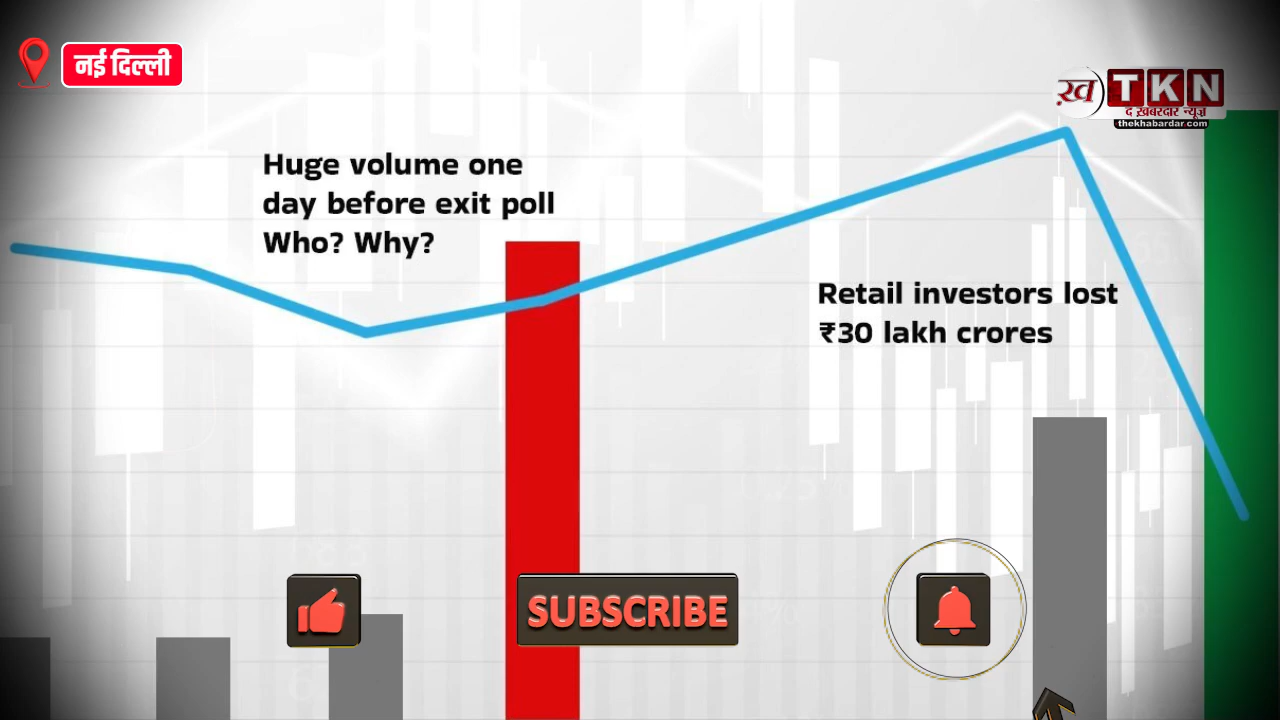 नई दिल्ली
ख़
TKN
द ख़बरदार न्यूज़
thekhabardar.com
Huge volume one
day before exit poll
Who? Why?
Retail investors lost
₹30 lakh crores
SUBSCRIBE